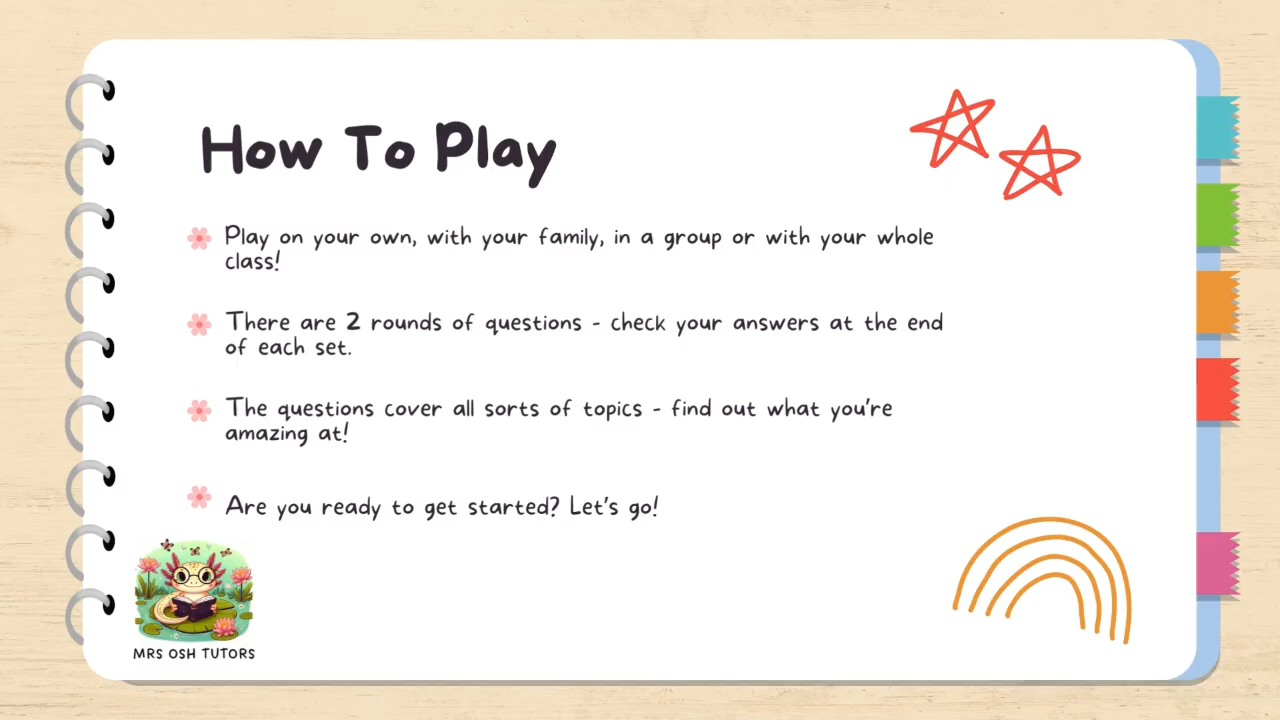 How To Play
Play on your own, with your family, in a group or with your whole
class!
There are 2 rounds of questions - check your answers at the end
of each set.
The questions cover all sorts of topics - find out what you're
amazing at!
Are you ready to get started? Let's go!
MRS OSH TUTORS